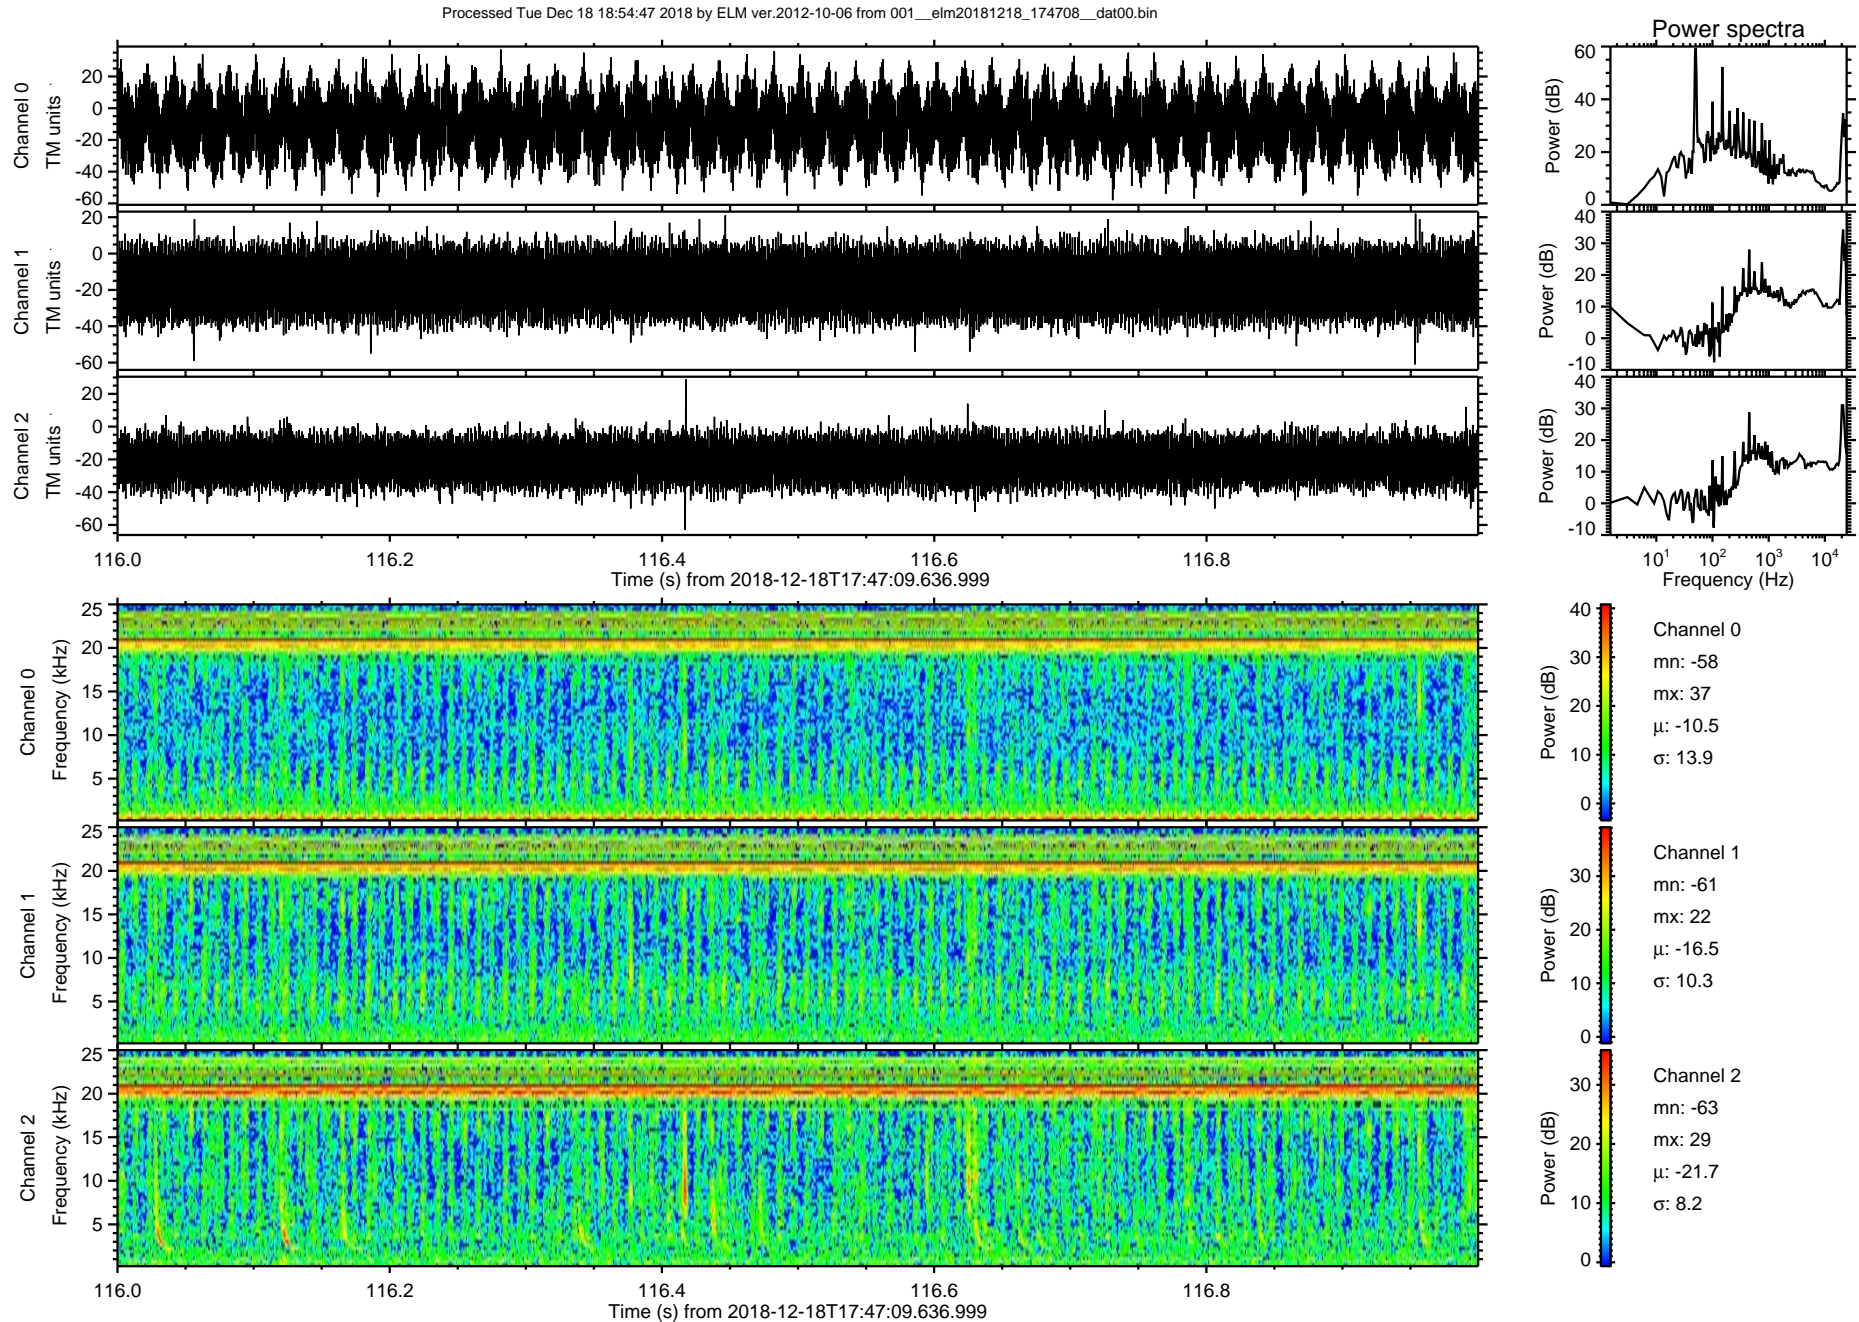 Processed Tue Dec 18 18:54:47 2018 by ELM ver.2012-10-06 from 001__elm20181218_174708__dat00.bin
Power spectra
Channel 0
TM units
20
0
-20
-40
-60
Power (dB)
60
40
20
0
Channel 1
TM units
20
0
-20
-40
-60
Power (dB)
40
30
20
10
0
-10
Channel 2
TM units
20
0
-20
-40
-60
Power (dB)
40
30
20
10
0
-10
116.0 116.2 116.4 116.6 116.8
Time (s) from 2018-12-18T17:47:09.636.999
10¹ 10² 10³ 10⁴
Frequency (Hz)
Channel 0
Frequency (kHz)
25
20
15
10
5
Power (dB)
40
30
20
10
0
Channel 0
mn: -58
mx: 37
µ: -10.5
σ: 13.9
Channel 1
Frequency (kHz)
25
20
15
10
5
Power (dB)
30
20
10
0
Channel 1
mn: -61
mx: 22
µ: -16.5
σ: 10.3
Channel 2
Frequency (kHz)
25
20
15
10
5
Power (dB)
30
20
10
0
Channel 2
mn: -63
mx: 29
µ: -21.7
σ: 8.2
116.0 116.2 116.4 116.6 116.8
Time (s) from 2018-12-18T17:47:09.636.999